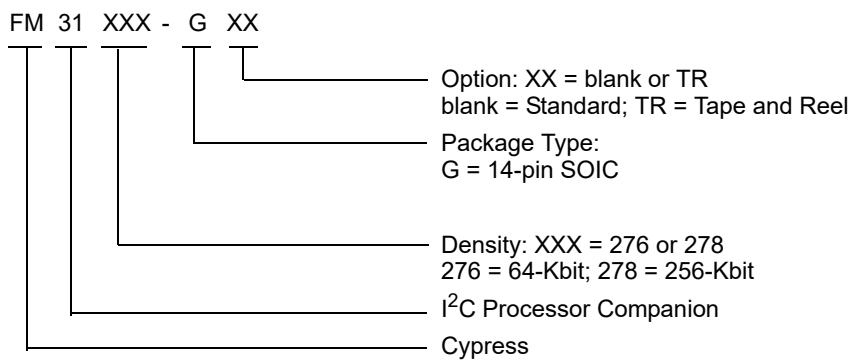 FM 31 XXX - G XX
Option: XX = blank or TR
blank = Standard; TR = Tape and Reel
Package Type:
G = 14-pin SOIC
Density: XXX = 276 or 278
276 = 64-Kbit; 278 = 256-Kbit
I²C Processor Companion
Cypress